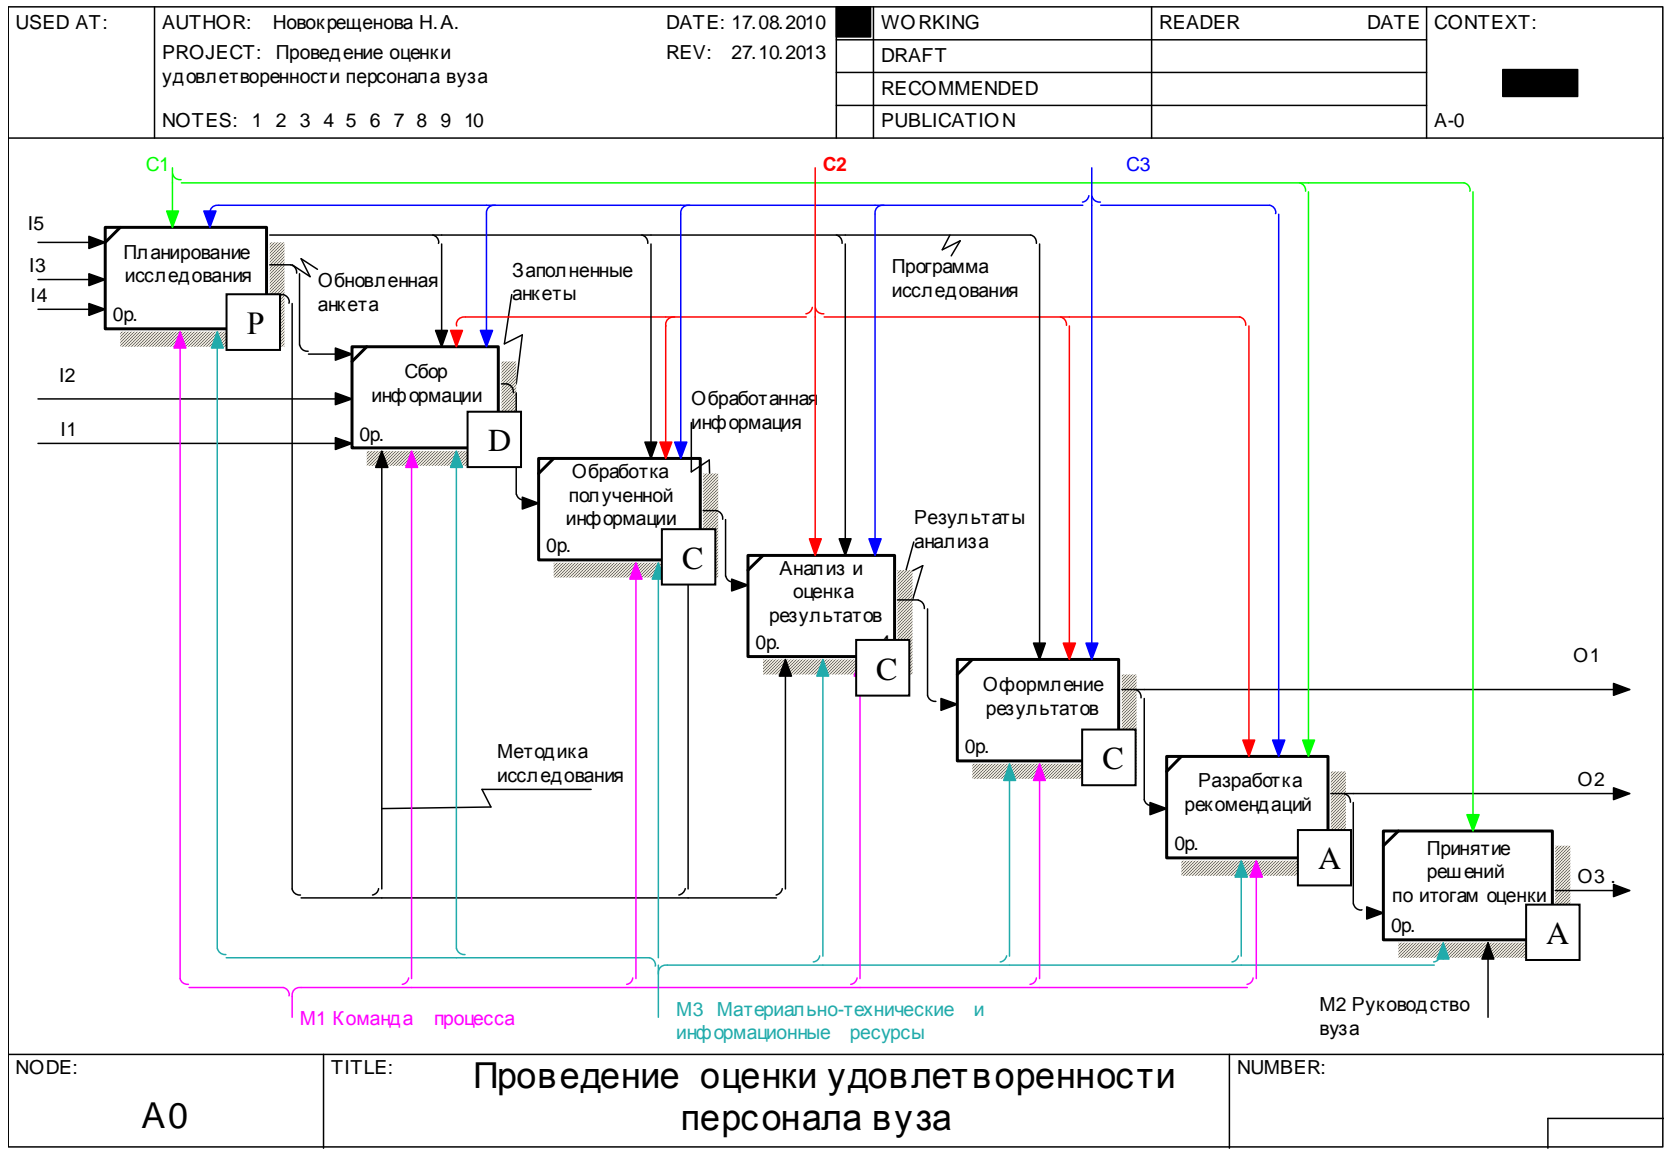 USED AT:
AUTHOR: Новокрещенова Н.А.
DATE: 17.08.2010
WORKING
READER
DATE
CONTEXT:
PROJECT: Проведение оценки
REV: 27.10.2013
DRAFT
удовлетворенности персонала вуза
RECOMMENDED
NOTES: 1 2 3 4 5 6 7 8 9 10
PUBLICATION
A-0
C1
C2
C3
I5
I3
I4
Планирование
исследования
0р.
P
Обновленная
анкета
Заполненные
анкеты
Программа
исследования
I2
I1
Сбор
информации
0р.
D
Обработанная
информация
Обработка
полученной
информации
0р.
C
Результаты
анализа
Анализ и
оценка
результатов
0р.
C
Оформление
результатов
0р.
C
O1
Методика
исследования
Разработка
рекомендаций
0р.
A
O2
Принятие
решений
по итогам оценки
0р.
A
O3 .
M1 Команда процесса
M3 Материально-технические и
информационные ресурсы
M2 Руководство
вуза
NODE:
A0
TITLE:
Проведение оценки удовлетворенности
персонала вуза
NUMBER: